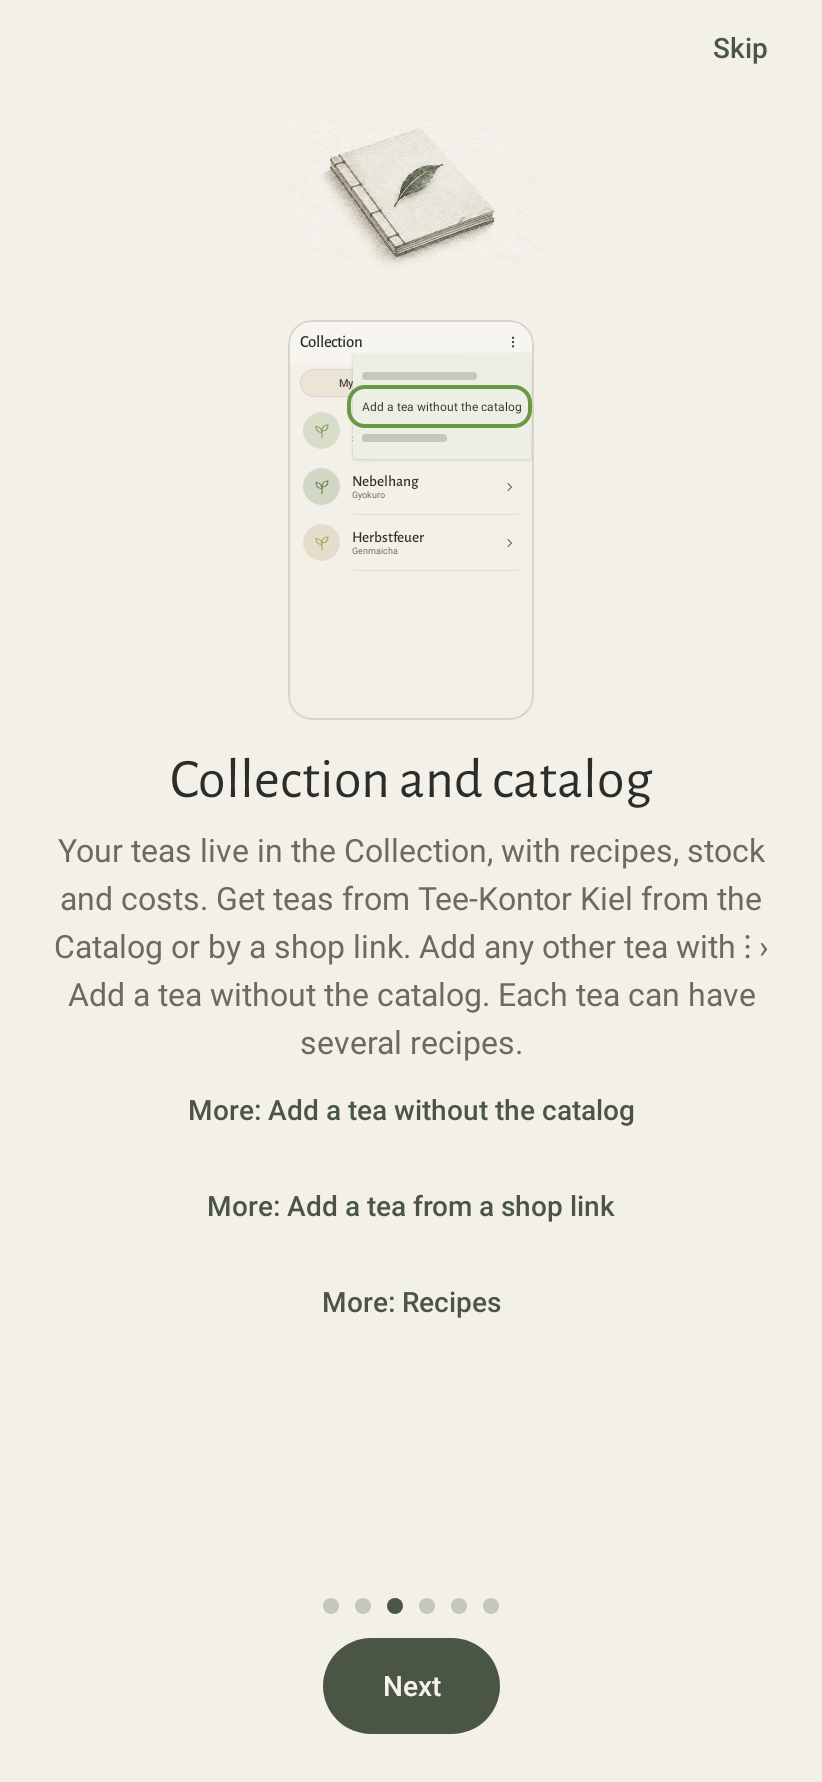 Skip
Collection
My
Add a tea without the catalog
Nebelhang
Gyokuro
Herbstfeuer
Genmaicha
Collection and catalog
Your teas live in the Collection, with recipes, stock
and costs. Get teas from Tee-Kontor Kiel from the
Catalog or by a shop link. Add any other tea with ⋮ ›
Add a tea without the catalog. Each tea can have
several recipes.
More: Add a tea without the catalog
More: Add a tea from a shop link
More: Recipes
Next